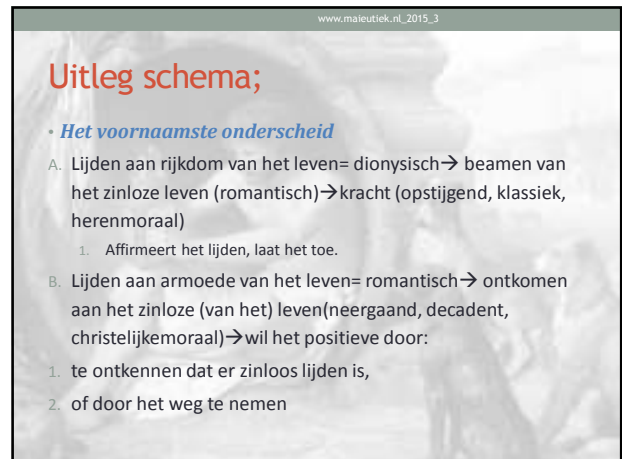 www.maieutiek.nl_2015_3
Uitleg schema;
• Het voornaamste onderscheid
A. Lijden aan rijkdom van het leven= dionysisch→ beamen van
het zinloze leven (romantisch)→kracht (opstijgend, klassiek,
herenmoraal)
1. Affirmeert het lijden, laat het toe.
B. Lijden aan armoede van het leven= romantisch→ ontkomen
aan het zinloze (van het) leven(neergaand, decadent,
christelijkemoraal)→wil het positieve door:
1. te ontkennen dat er zinloos lijden is,
2. of door het weg te nemen